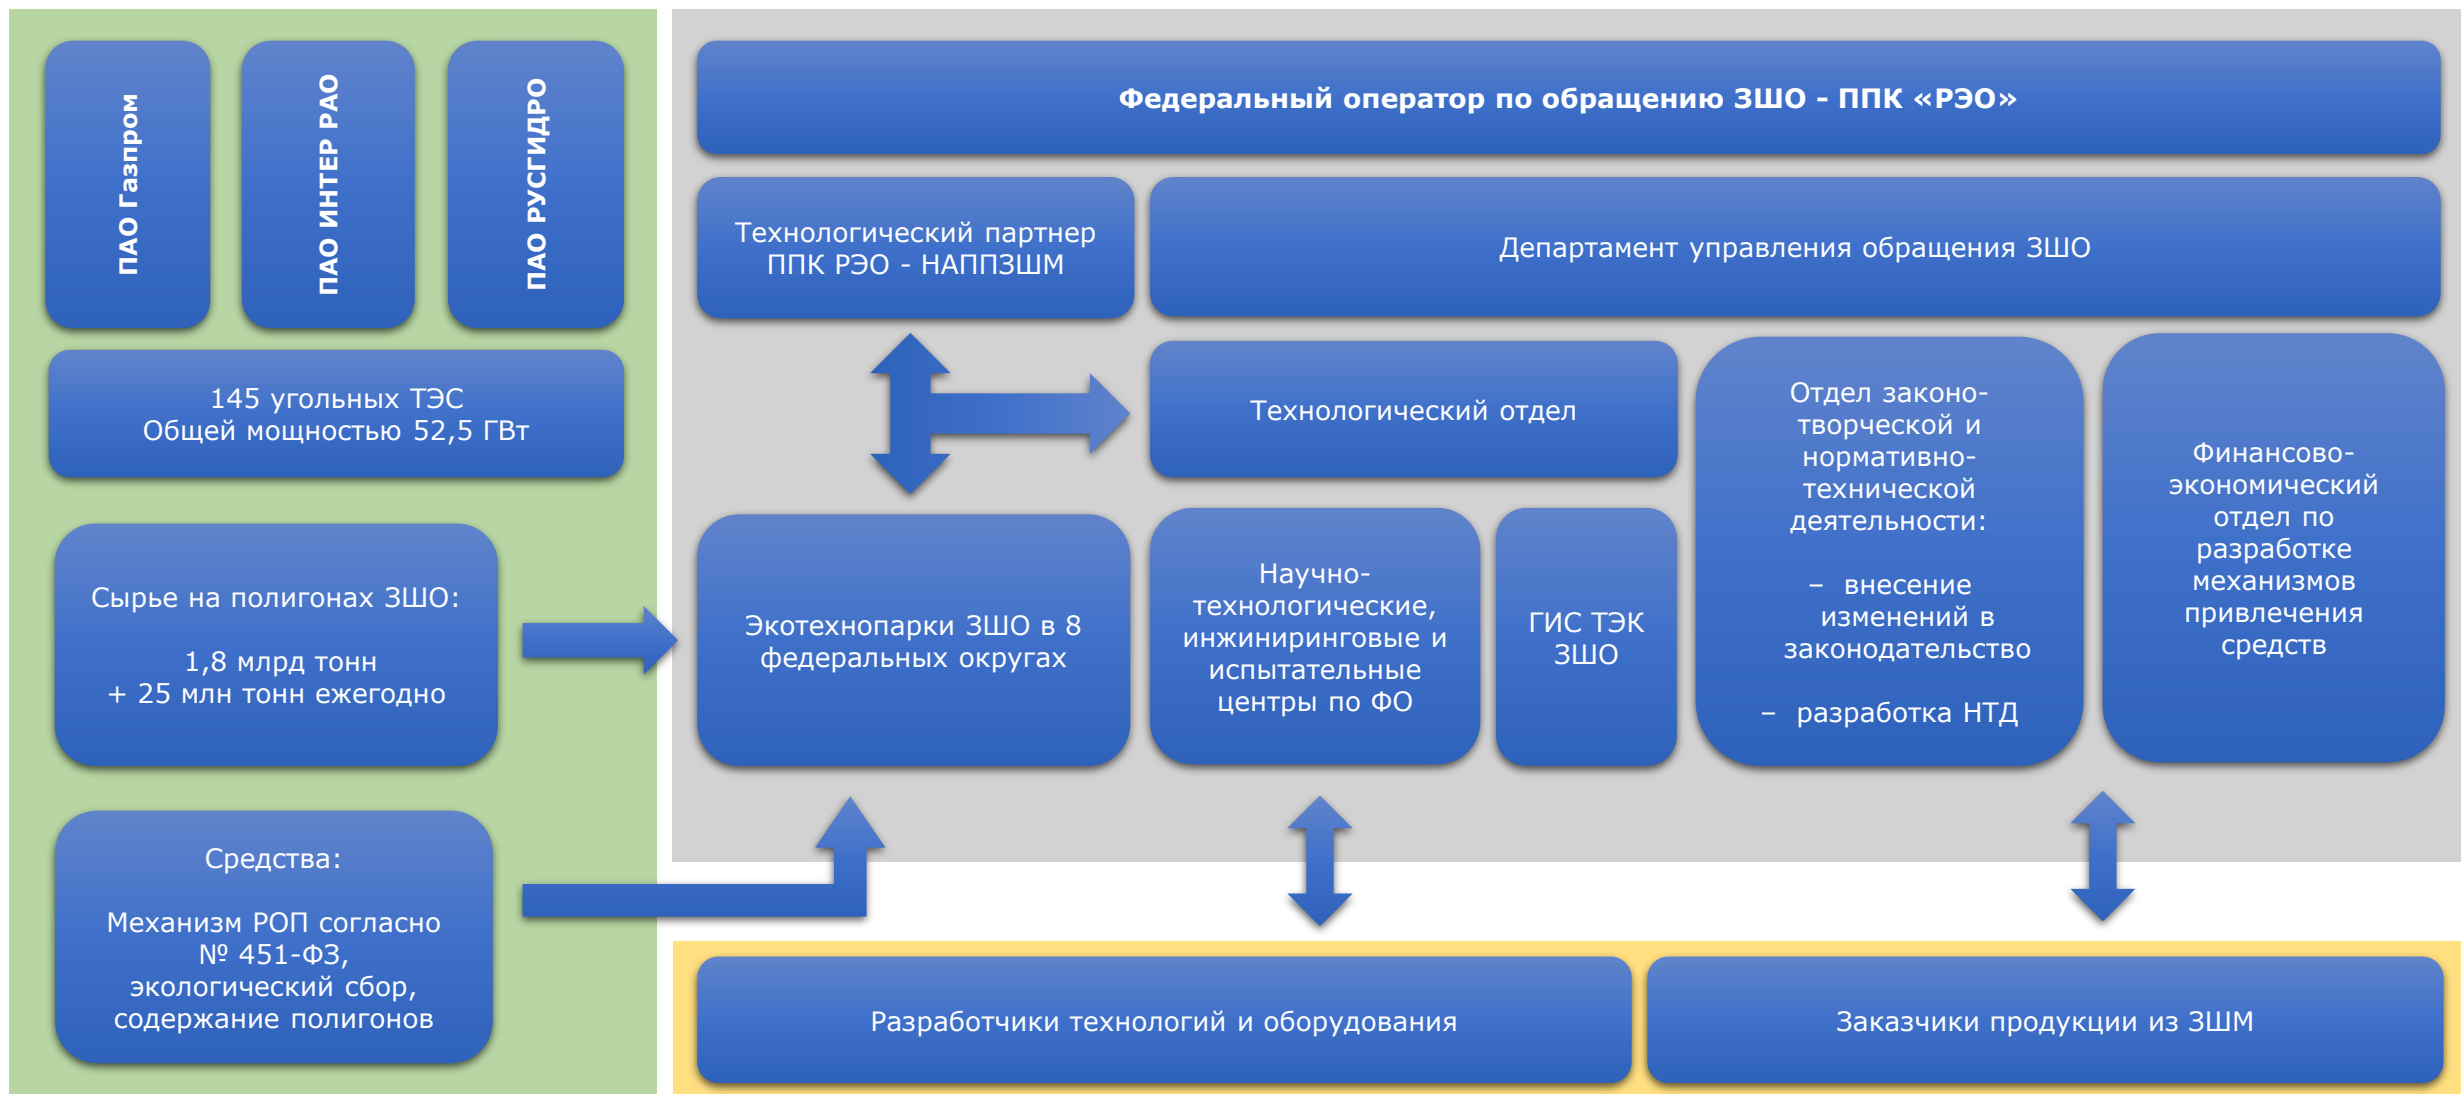 ПАО Газпром
ПАО ИНТЕР РАО
ПАО РУСГИДРО
145 угольных ТЭС
Общей мощностью 52,5 ГВт
Сырье на полигонах ЗШО:
1,8 млрд тонн
+ 25 млн тонн ежегодно
Средства:
Механизм РОП согласно
№ 451-ФЗ,
экологический сбор,
содержание полигонов
Федеральный оператор по обращению ЗШО – ППК «РЭО»
Технологический партнер
ППК РЭО - НАППЗШМ
Департамент управления обращения ЗШО
Технологический отдел
Экотехнопарки ЗШО в 8
федеральных округах
Научно-
технологические,
инжиниринговые и
испытательные
центры по ФО
ГИС ТЭК
ЗШО
Отдел законо-
творческой и
нормативно-
технической
деятельности:
– внесение
изменений в
законодательство
– разработка НТД
Финансово-
экономический
отдел по
разработке
механизмов
привлечения
средств
Разработчики технологий и оборудования
Заказчики продукции из ЗШМ